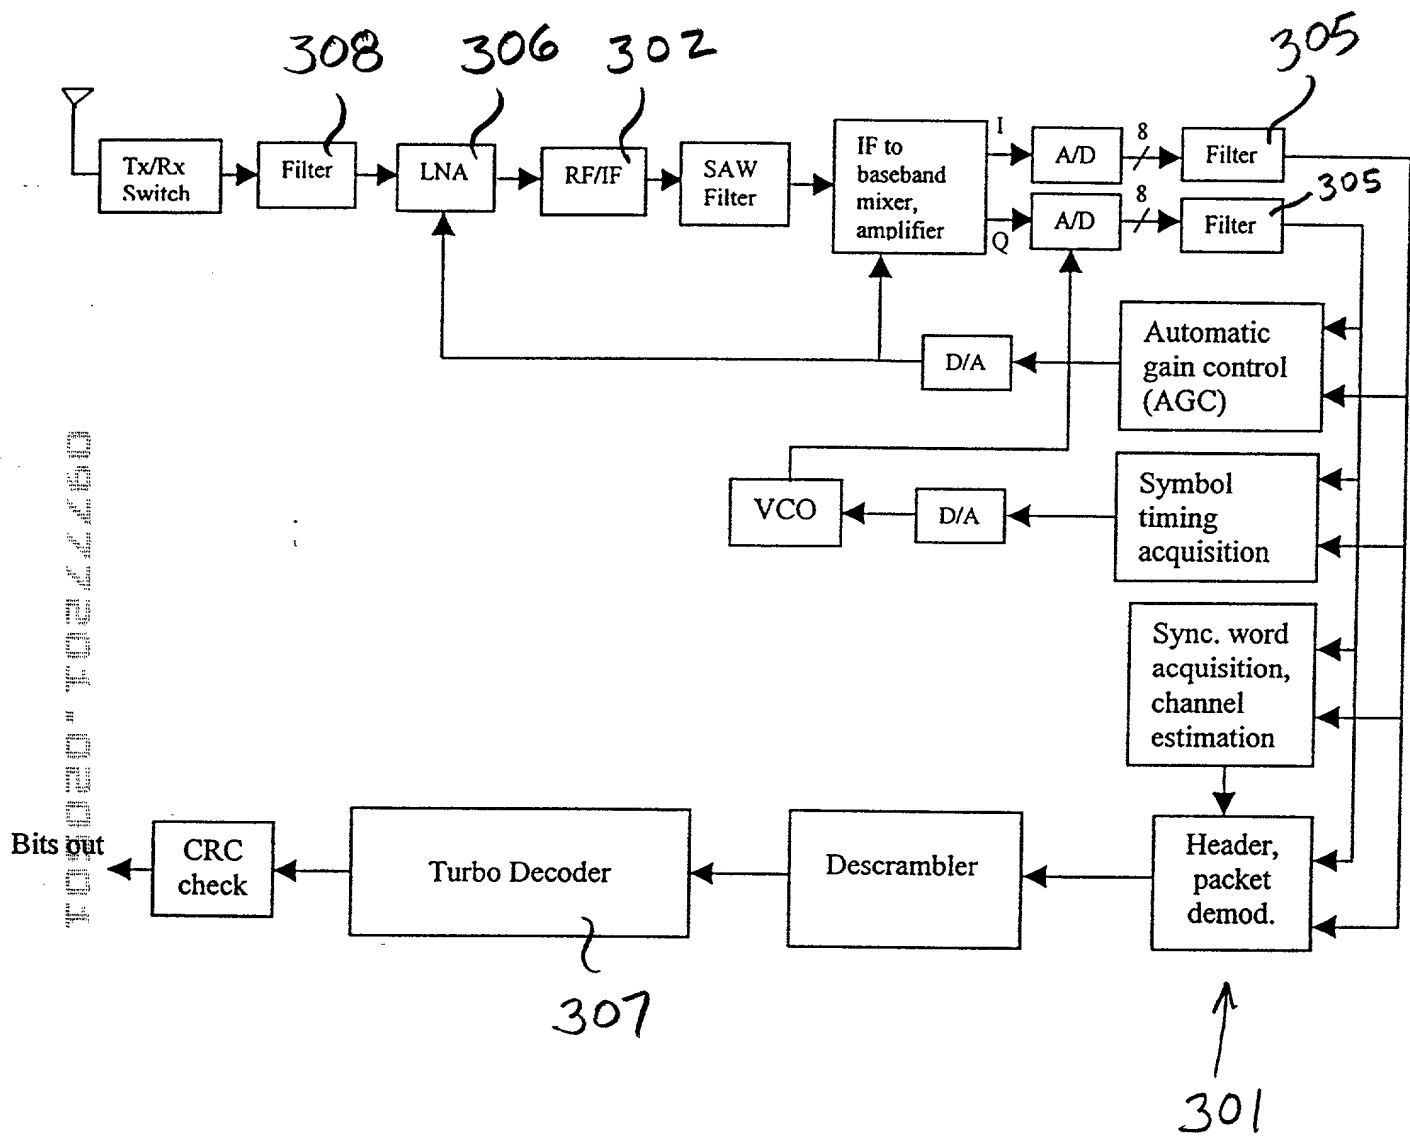 308
306
302
305
Tx/Rx
Switch
Filter
LNA
RF/IF
SAW
Filter
IF to
baseband
mixer,
amplifier
I
Q
A/D
8
Filter
A/D
8
Filter
305
Automatic
gain control
(AGC)
D/A
Symbol
timing
acquisition
D/A
VCO
Sync. word
acquisition,
channel
estimation
Header,
packet
demod.
Descrambler
Turbo Decoder
CRC
check
Bits out
307
301